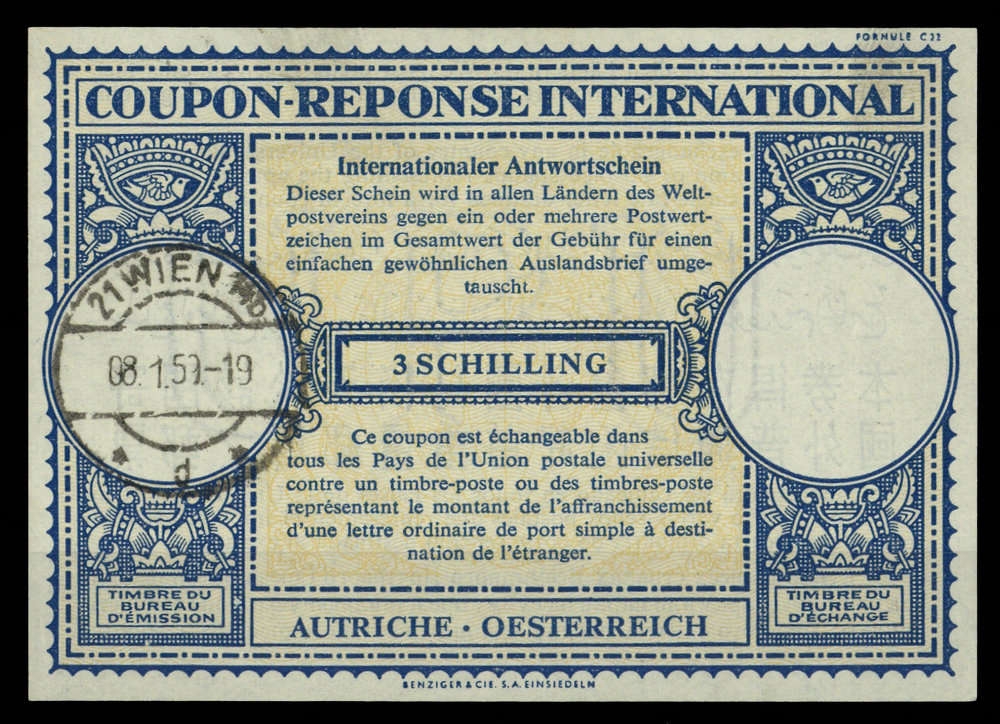 FORMULE C22
COUPON-REPONSE INTERNATIONAL
Internationaler Antwortschein
Dieser Schein wird in allen Ländern des Welt-
postvereins gegen ein oder mehrere Postwert-
zeichen im Gesamtwert der Gebühr für einen
einfachen gewöhnlichen Auslandsbrief umge-
tauscht.
21 WIEN
08.1.59.-19
* d *
3 SCHILLING
Ce coupon est échangeable dans
tous les Pays de l'Union postale universelle
contre un timbre-poste ou des timbres-poste
représentant le montant de l'affranchissement
d'une lettre ordinaire de port simple à desti-
nation de l'étranger.
TIMBRE DU
BUREAU
D'ÉMISSION
TIMBRE DU
BUREAU
D'ÉCHANGE
AUTRICHE · OESTERREICH
BENZIGER & CIE. S.A. EINSIEDELN